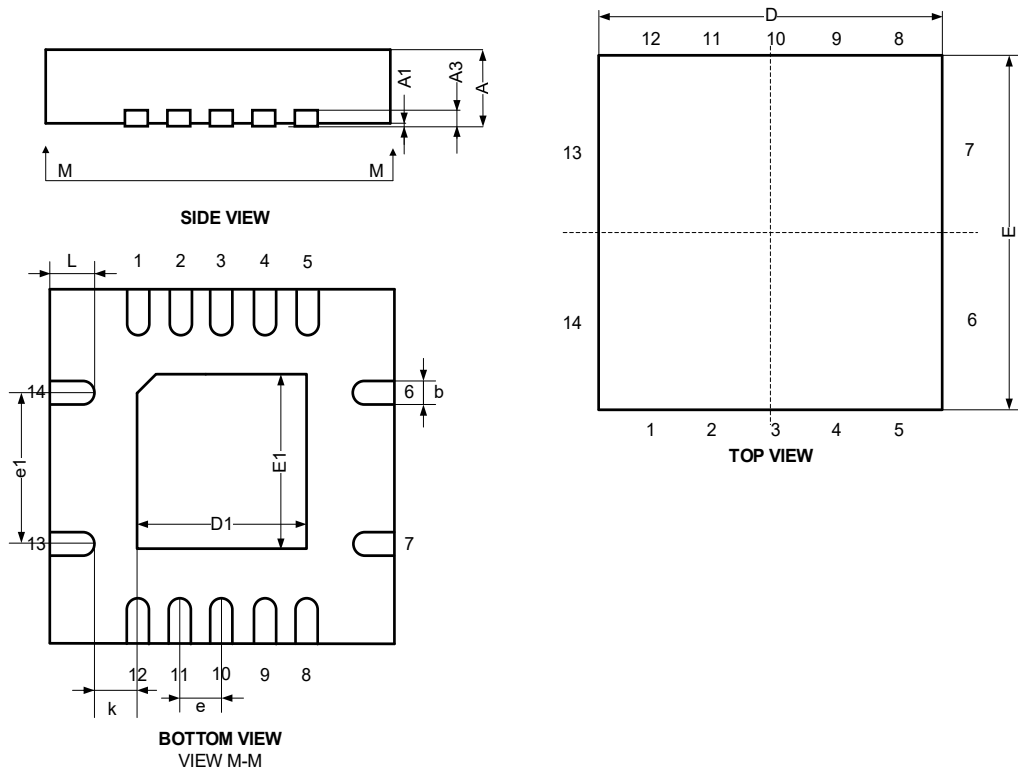 A1
A3
A
M
M
SIDE VIEW
D
12 11 10 9 8
13
7
E
14
6
1 2 3 4 5
TOP VIEW
L
1 2 3 4 5
14
6 b
e1
E1
D1
13
7
12 11 10 9 8
k
e
BOTTOM VIEW
VIEW M-M